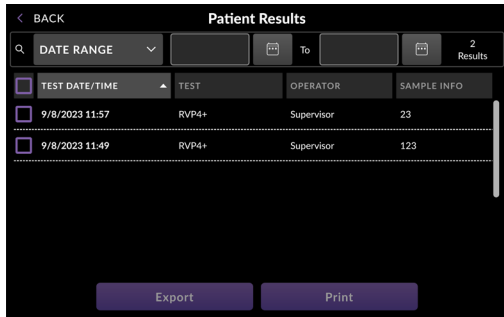 BACK
Patient Results
DATE RANGE To 2
Results
TEST DATE/TIME TEST OPERATOR SAMPLE INFO
9/8/2023 11:57 RVP4+ Supervisor 23
9/8/2023 11:49 RVP4+ Supervisor 123
Export Print